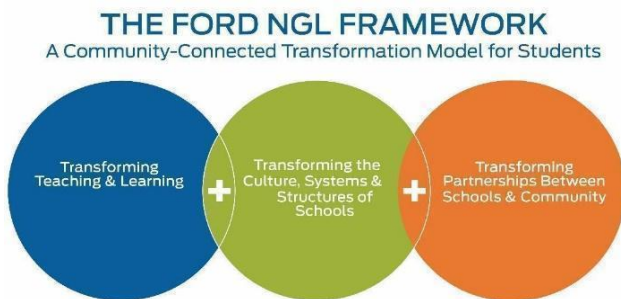 THE FORD NGL FRAMEWORK
A Community-Connected Transformation Model for Students
Transforming
Teaching & Learning
+
Transforming the
Culture, Systems &
Structures of
Schools
+
Transforming
Partnerships Between
Schools & Community